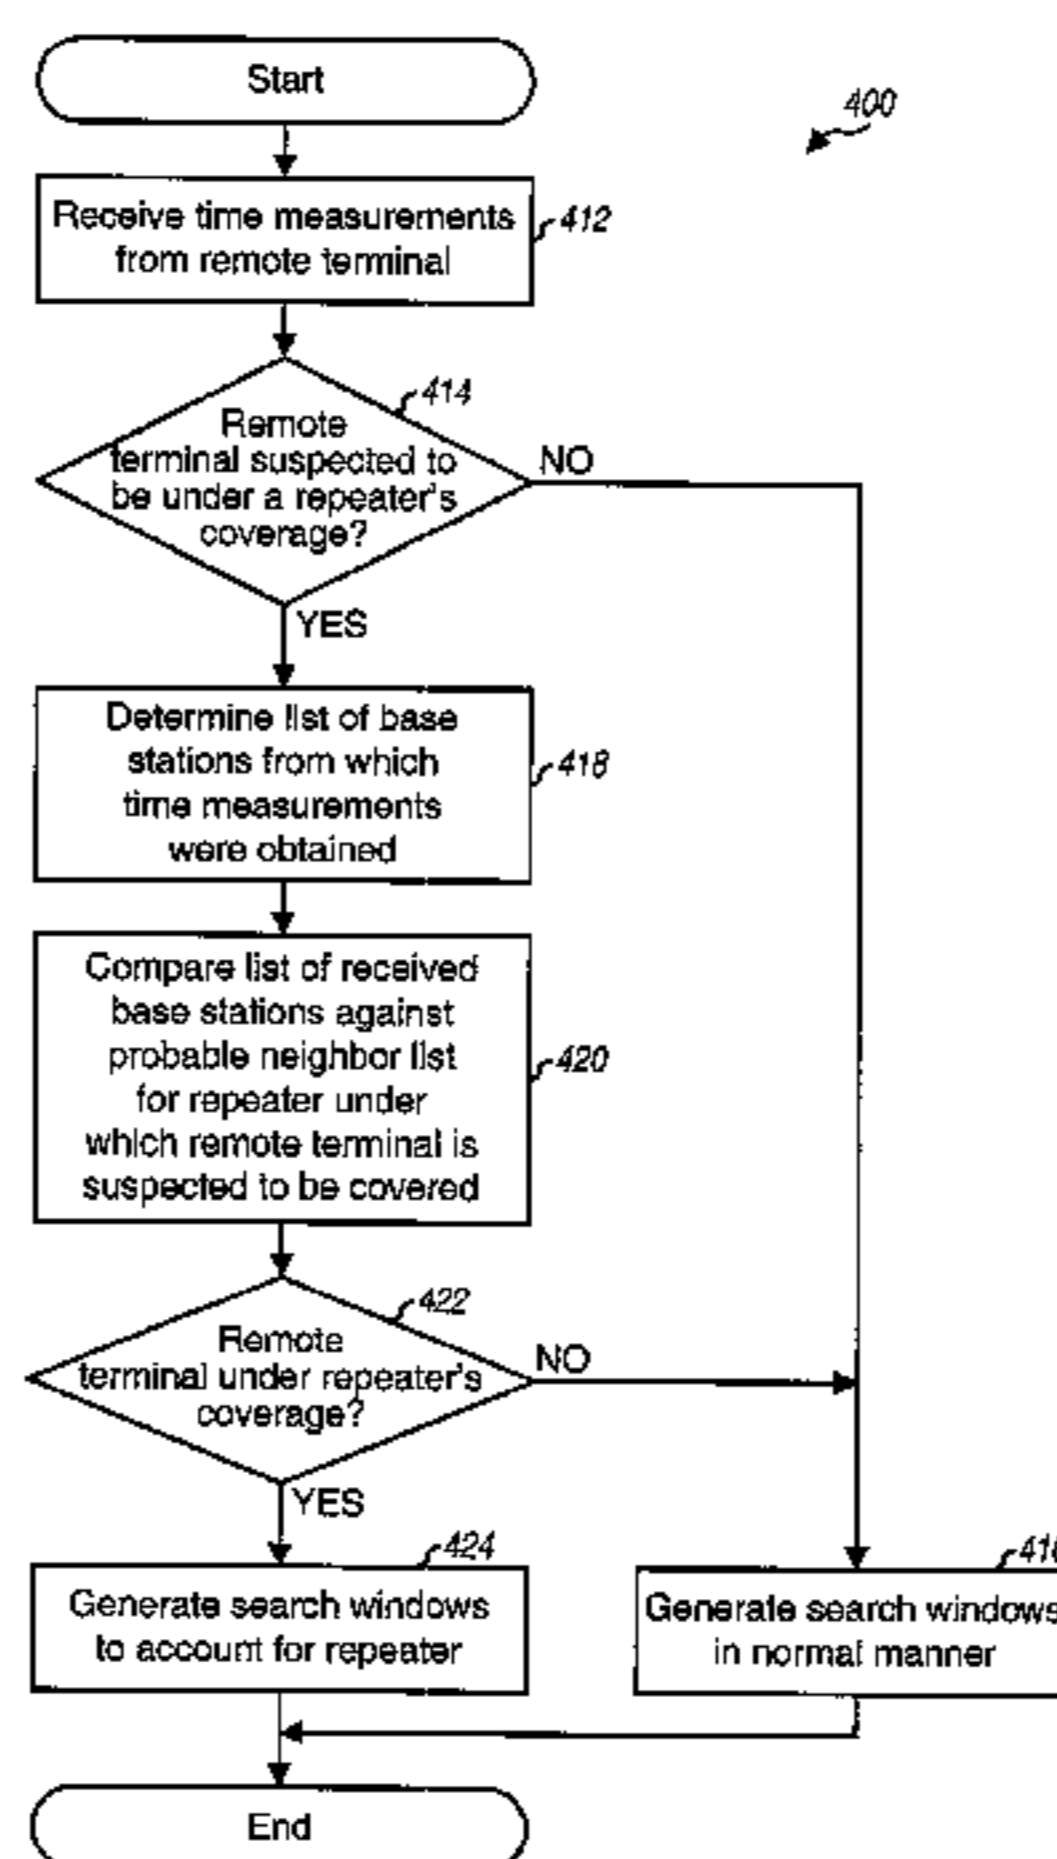 Start
400
Receive time measurements
from remote terminal
412
414
Remote
terminal suspected to
be under a repeater's
coverage?
NO
YES
Determine list of base
stations from which
time measurements
were obtained
418
Compare list of received
base stations against
probable neighbor list
for repeater under
which remote terminal is
suspected to be covered
420
422
Remote
terminal under repeater's
coverage?
NO
YES
424
Generate search windows
to account for repeater
Generate search windows
in normal manner
End